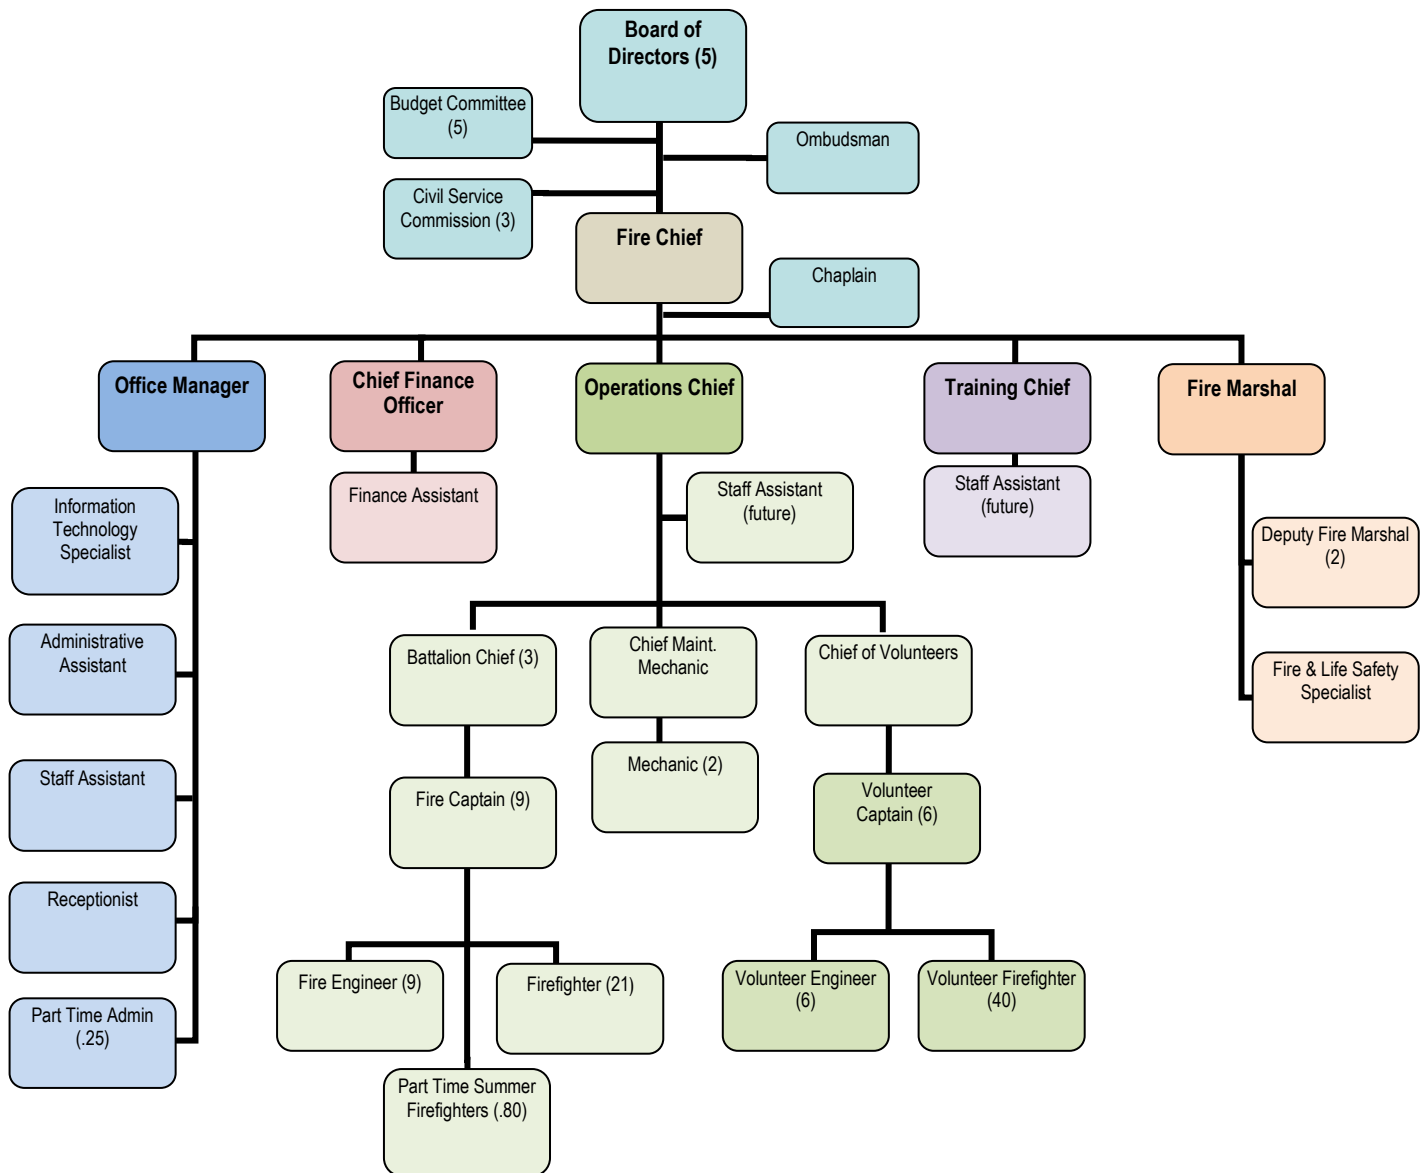 Board of
Directors (5)
Budget Committee
(5)
Ombudsman
Civil Service
Commission (3)
Fire Chief
Chaplain
Office Manager
Chief Finance
Officer
Operations Chief
Training Chief
Fire Marshal
Information
Technology
Specialist
Finance Assistant
Staff Assistant
(future)
Staff Assistant
(future)
Deputy Fire Marshal
(2)
Administrative
Assistant
Battalion Chief (3)
Chief Maint.
Mechanic
Chief of Volunteers
Fire & Life Safety
Specialist
Staff Assistant
Fire Captain (9)
Mechanic (2)
Volunteer
Captain (6)
Receptionist
Fire Engineer (9)
Firefighter (21)
Volunteer Engineer
(6)
Volunteer Firefighter
(40)
Part Time Admin
(.25)
Part Time Summer
Firefighters (.80)